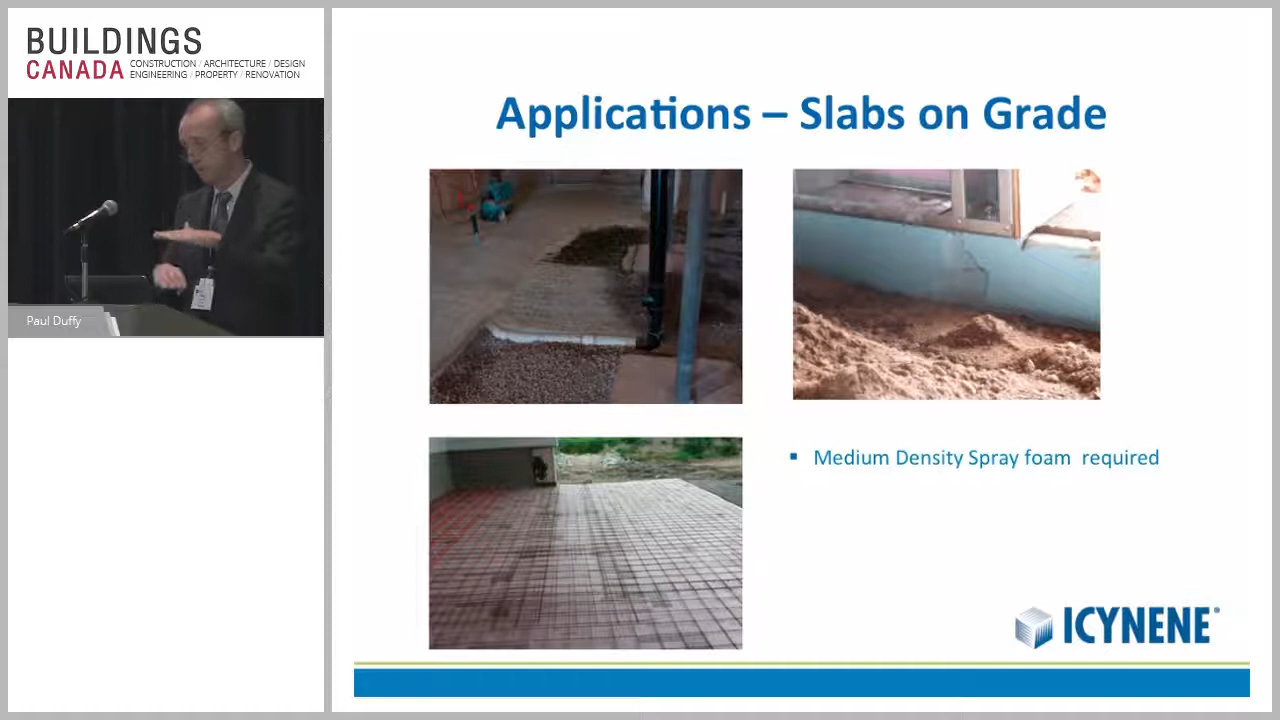 BUILDINGS
CANADA CONSTRUCTION / ARCHITECTURE / DESIGN
ENGINEERING / PROPERTY / RENOVATION
Paul Duffy
Applications – Slabs on Grade
▪ Medium Density Spray foam required
ICYNENE®